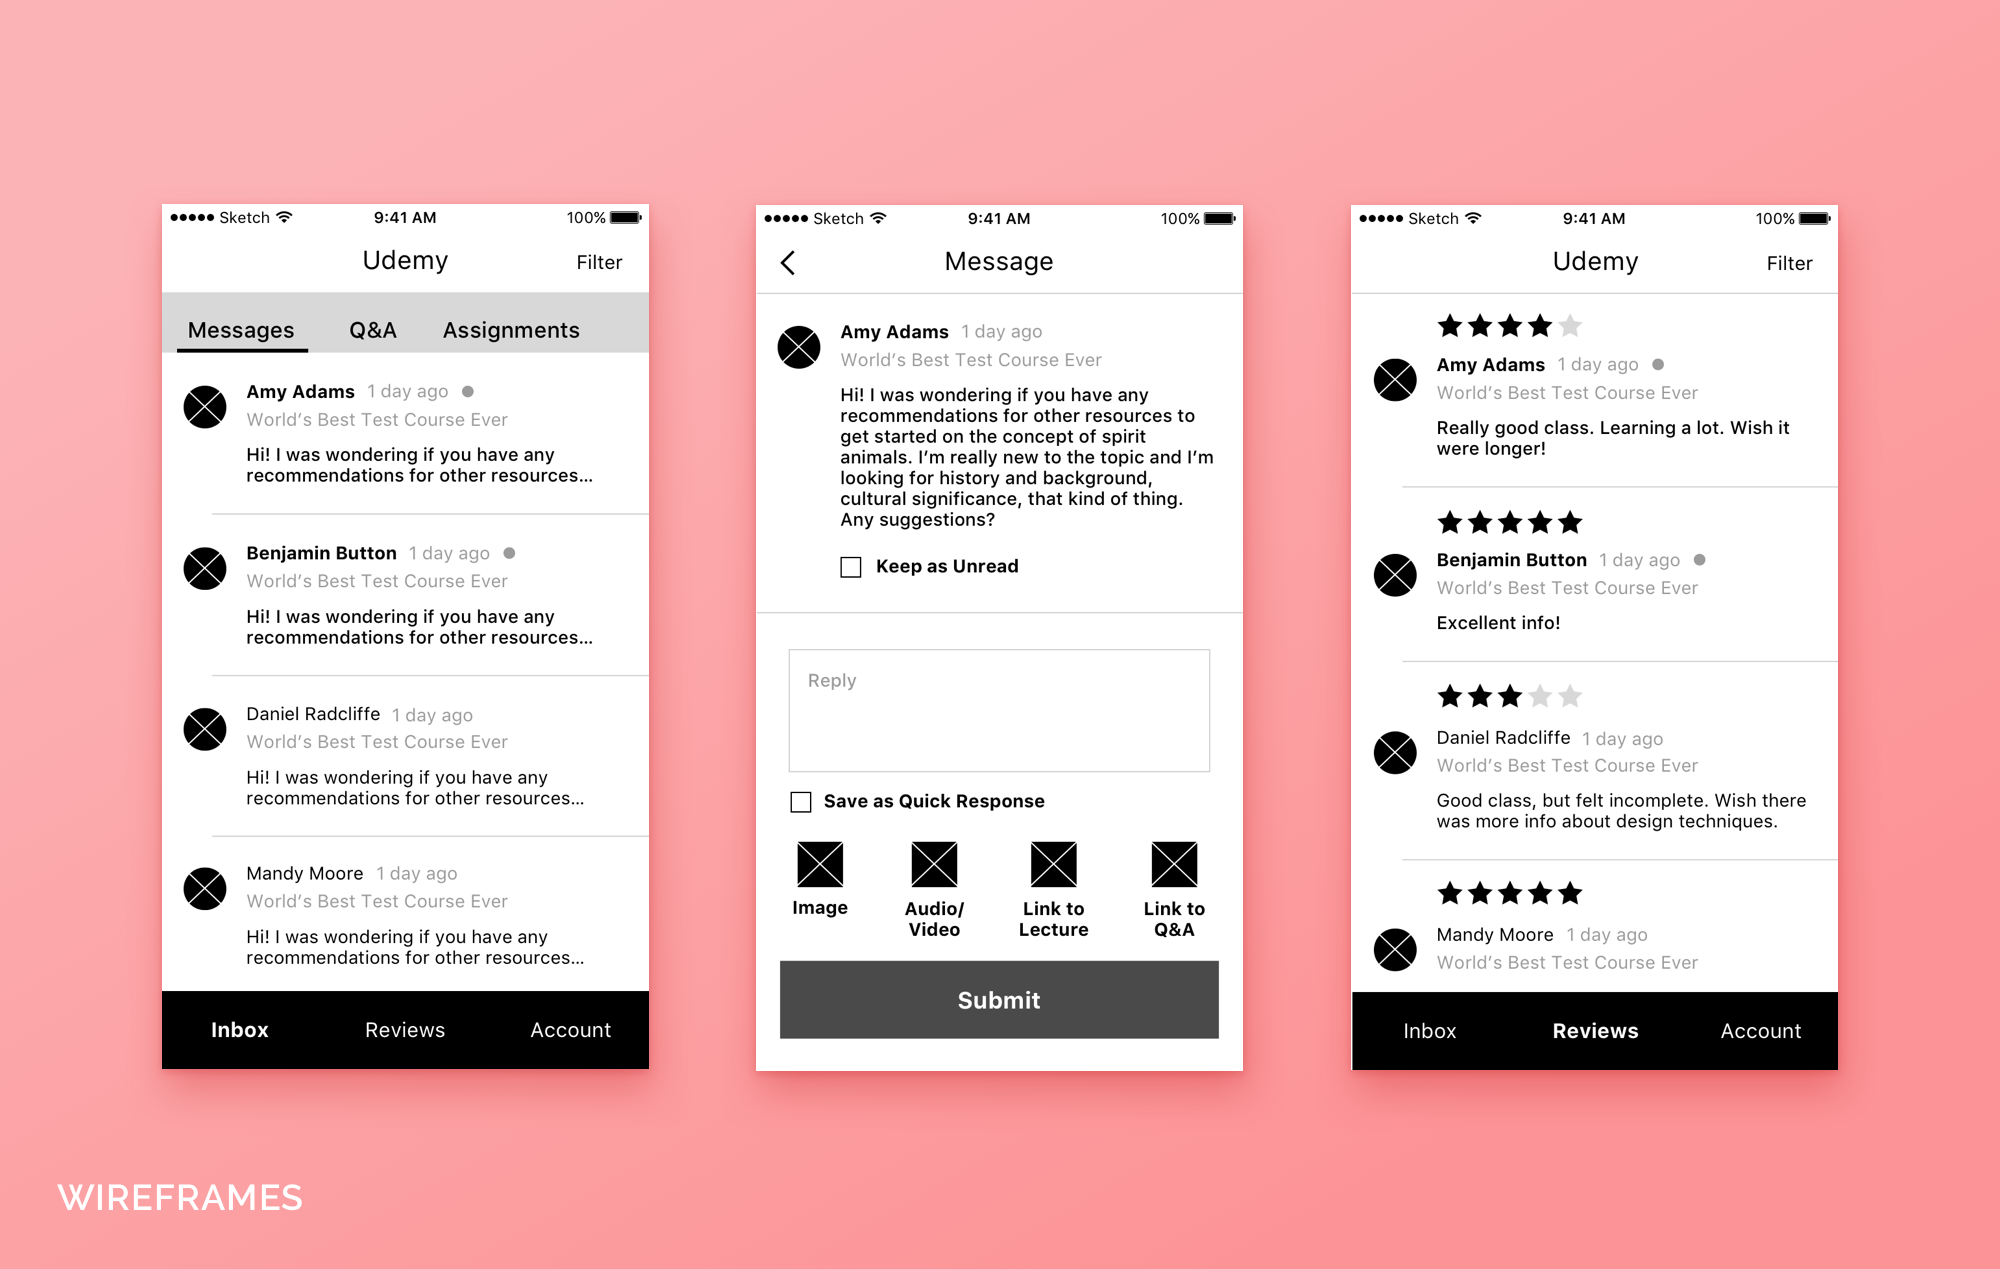 Sketch 9:41 AM 100%
Udemy Filter
Messages Q&A Assignments
Amy Adams 1 day ago
World’s Best Test Course Ever
Hi! I was wondering if you have any
recommendations for other resources...
Benjamin Button 1 day ago
World’s Best Test Course Ever
Hi! I was wondering if you have any
recommendations for other resources...
Daniel Radcliffe 1 day ago
World’s Best Test Course Ever
Hi! I was wondering if you have any
recommendations for other resources...
Mandy Moore 1 day ago
World’s Best Test Course Ever
Hi! I was wondering if you have any
recommendations for other resources...
Inbox Reviews Account
Sketch 9:41 AM 100%
Message
Amy Adams 1 day ago
World’s Best Test Course Ever
Hi! I was wondering if you have any
recommendations for other resources to
get started on the concept of spirit
animals. I’m really new to the topic and I’m
looking for history and background,
cultural significance, that kind of thing.
Any suggestions?
Keep as Unread
Reply
Save as Quick Response
Image
Audio/
Video
Link to
Lecture
Link to
Q&A
Submit
Sketch 9:41 AM 100%
Udemy Filter
Amy Adams 1 day ago
World’s Best Test Course Ever
Really good class. Learning a lot. Wish it
were longer!
Benjamin Button 1 day ago
World’s Best Test Course Ever
Excellent info!
Daniel Radcliffe 1 day ago
World’s Best Test Course Ever
Good class, but felt incomplete. Wish there
was more info about design techniques.
Mandy Moore 1 day ago
World’s Best Test Course Ever
Inbox Reviews Account
WIREFRAMES